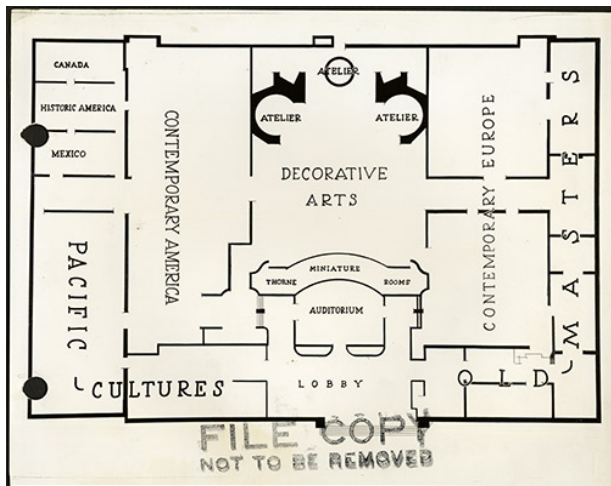 CANADA
HISTORIC AMERICA
MEXICO
PACIFIC
CULTURES
CONTEMPORARY AMERICA
ATELIER
ATELIER
ATELIER
DECORATIVE
ARTS
MINIATURE
THORNE ROOMS
AUDITORIUM
LOBBY
CONTEMPORARY EUROPE
OLD
MASTERS
FILE COPY
NOT TO BE REMOVED